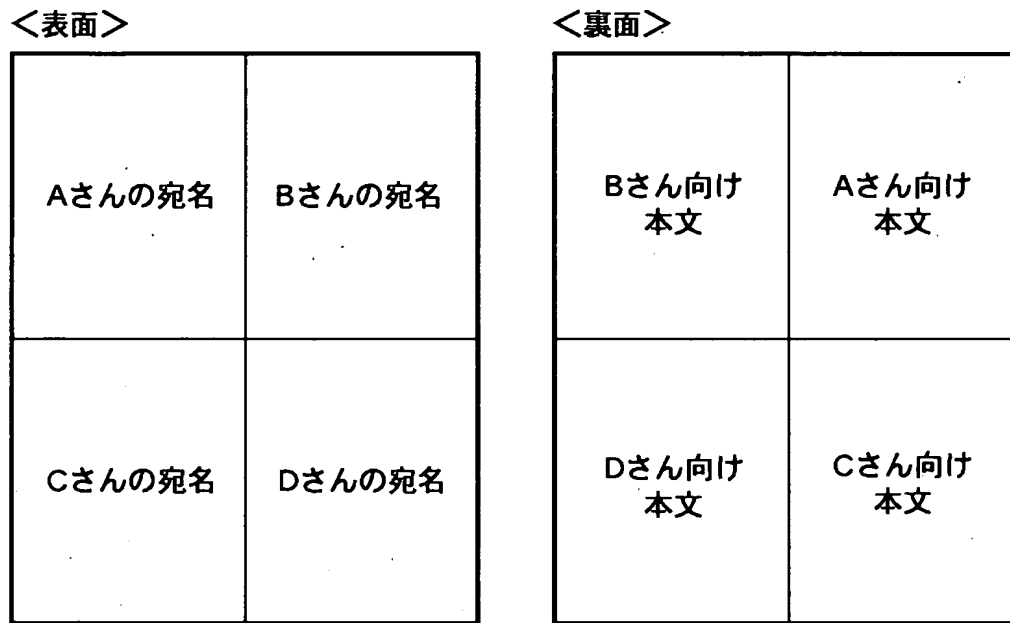 <表面>
Aさんの宛名
Bさんの宛名
Cさんの宛名
Dさんの宛名
<裏面>
Bさん向け
本文
Aさん向け
本文
Dさん向け
本文
Cさん向け
本文